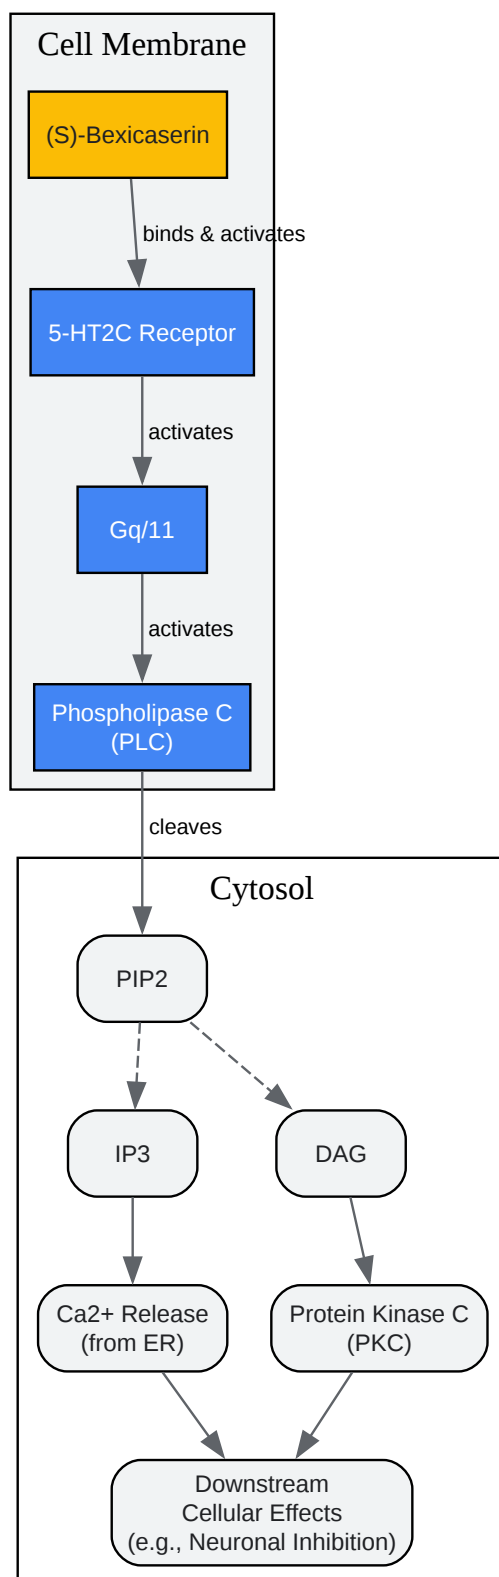 Cell Membrane
(S)-Bexicaserin
binds & activates
5-HT2C Receptor
activates
Gq/11
activates
Phospholipase C
(PLC)
cleaves
Cytosol
PIP2
IP3
DAG
Ca2+ Release
(from ER)
Protein Kinase C
(PKC)
Downstream
Cellular Effects
(e.g., Neuronal Inhibition)